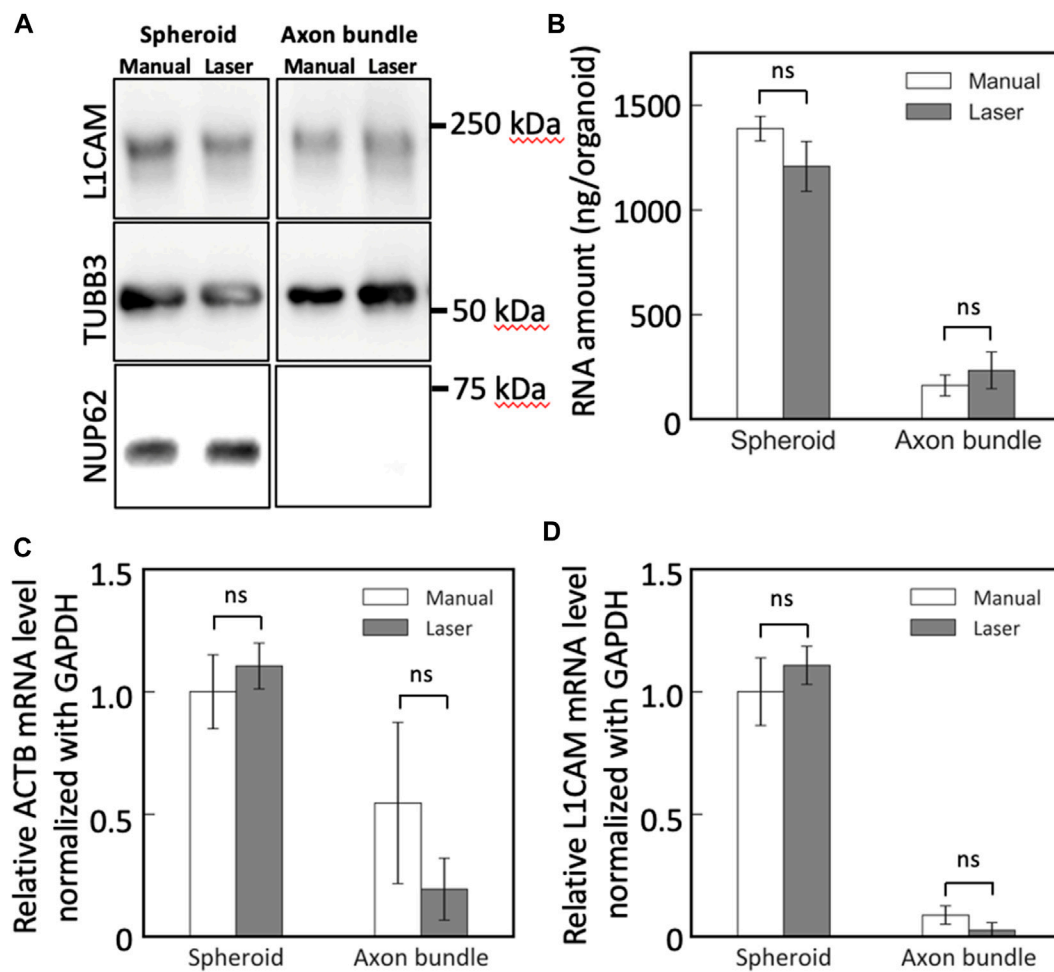 A
Spheroid Axon bundle
Manual Laser Manual Laser
L1CAM
250 kDa
TUBB3
50 kDa
NUP62
75 kDa
B
RNA amount (ng/organoid)
1500
1000
500
0
ns
ns
Manual
Laser
Spheroid Axon bundle
C
Relative ACTB mRNA level
normalized with GAPDH
1.5
1.0
0.5
0
ns
ns
Manual
Laser
Spheroid Axon bundle
D
Relative L1CAM mRNA level
normalized with GAPDH
1.5
1.0
0.5
0
ns
ns
Manual
Laser
Spheroid Axon bundle